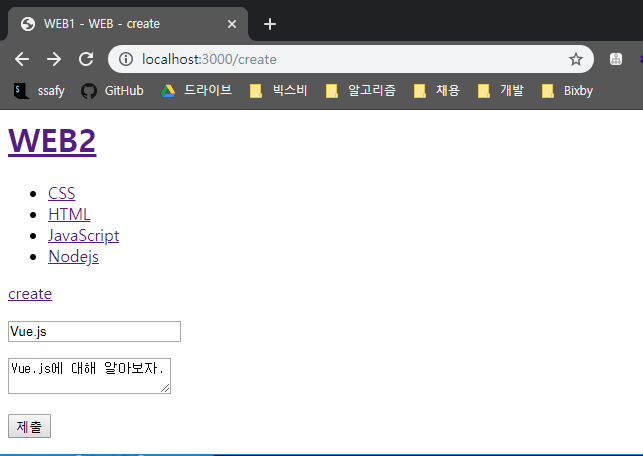 WEB1 - WEB - create
localhost:3000/create
ssafy GitHub 드라이브 빅스비 알고리즘 채용 개발 Bixby
WEB2
CSS
HTML
JavaScript
Nodejs
create
Vue.js
Vue.js에 대해 알아보자.
제출